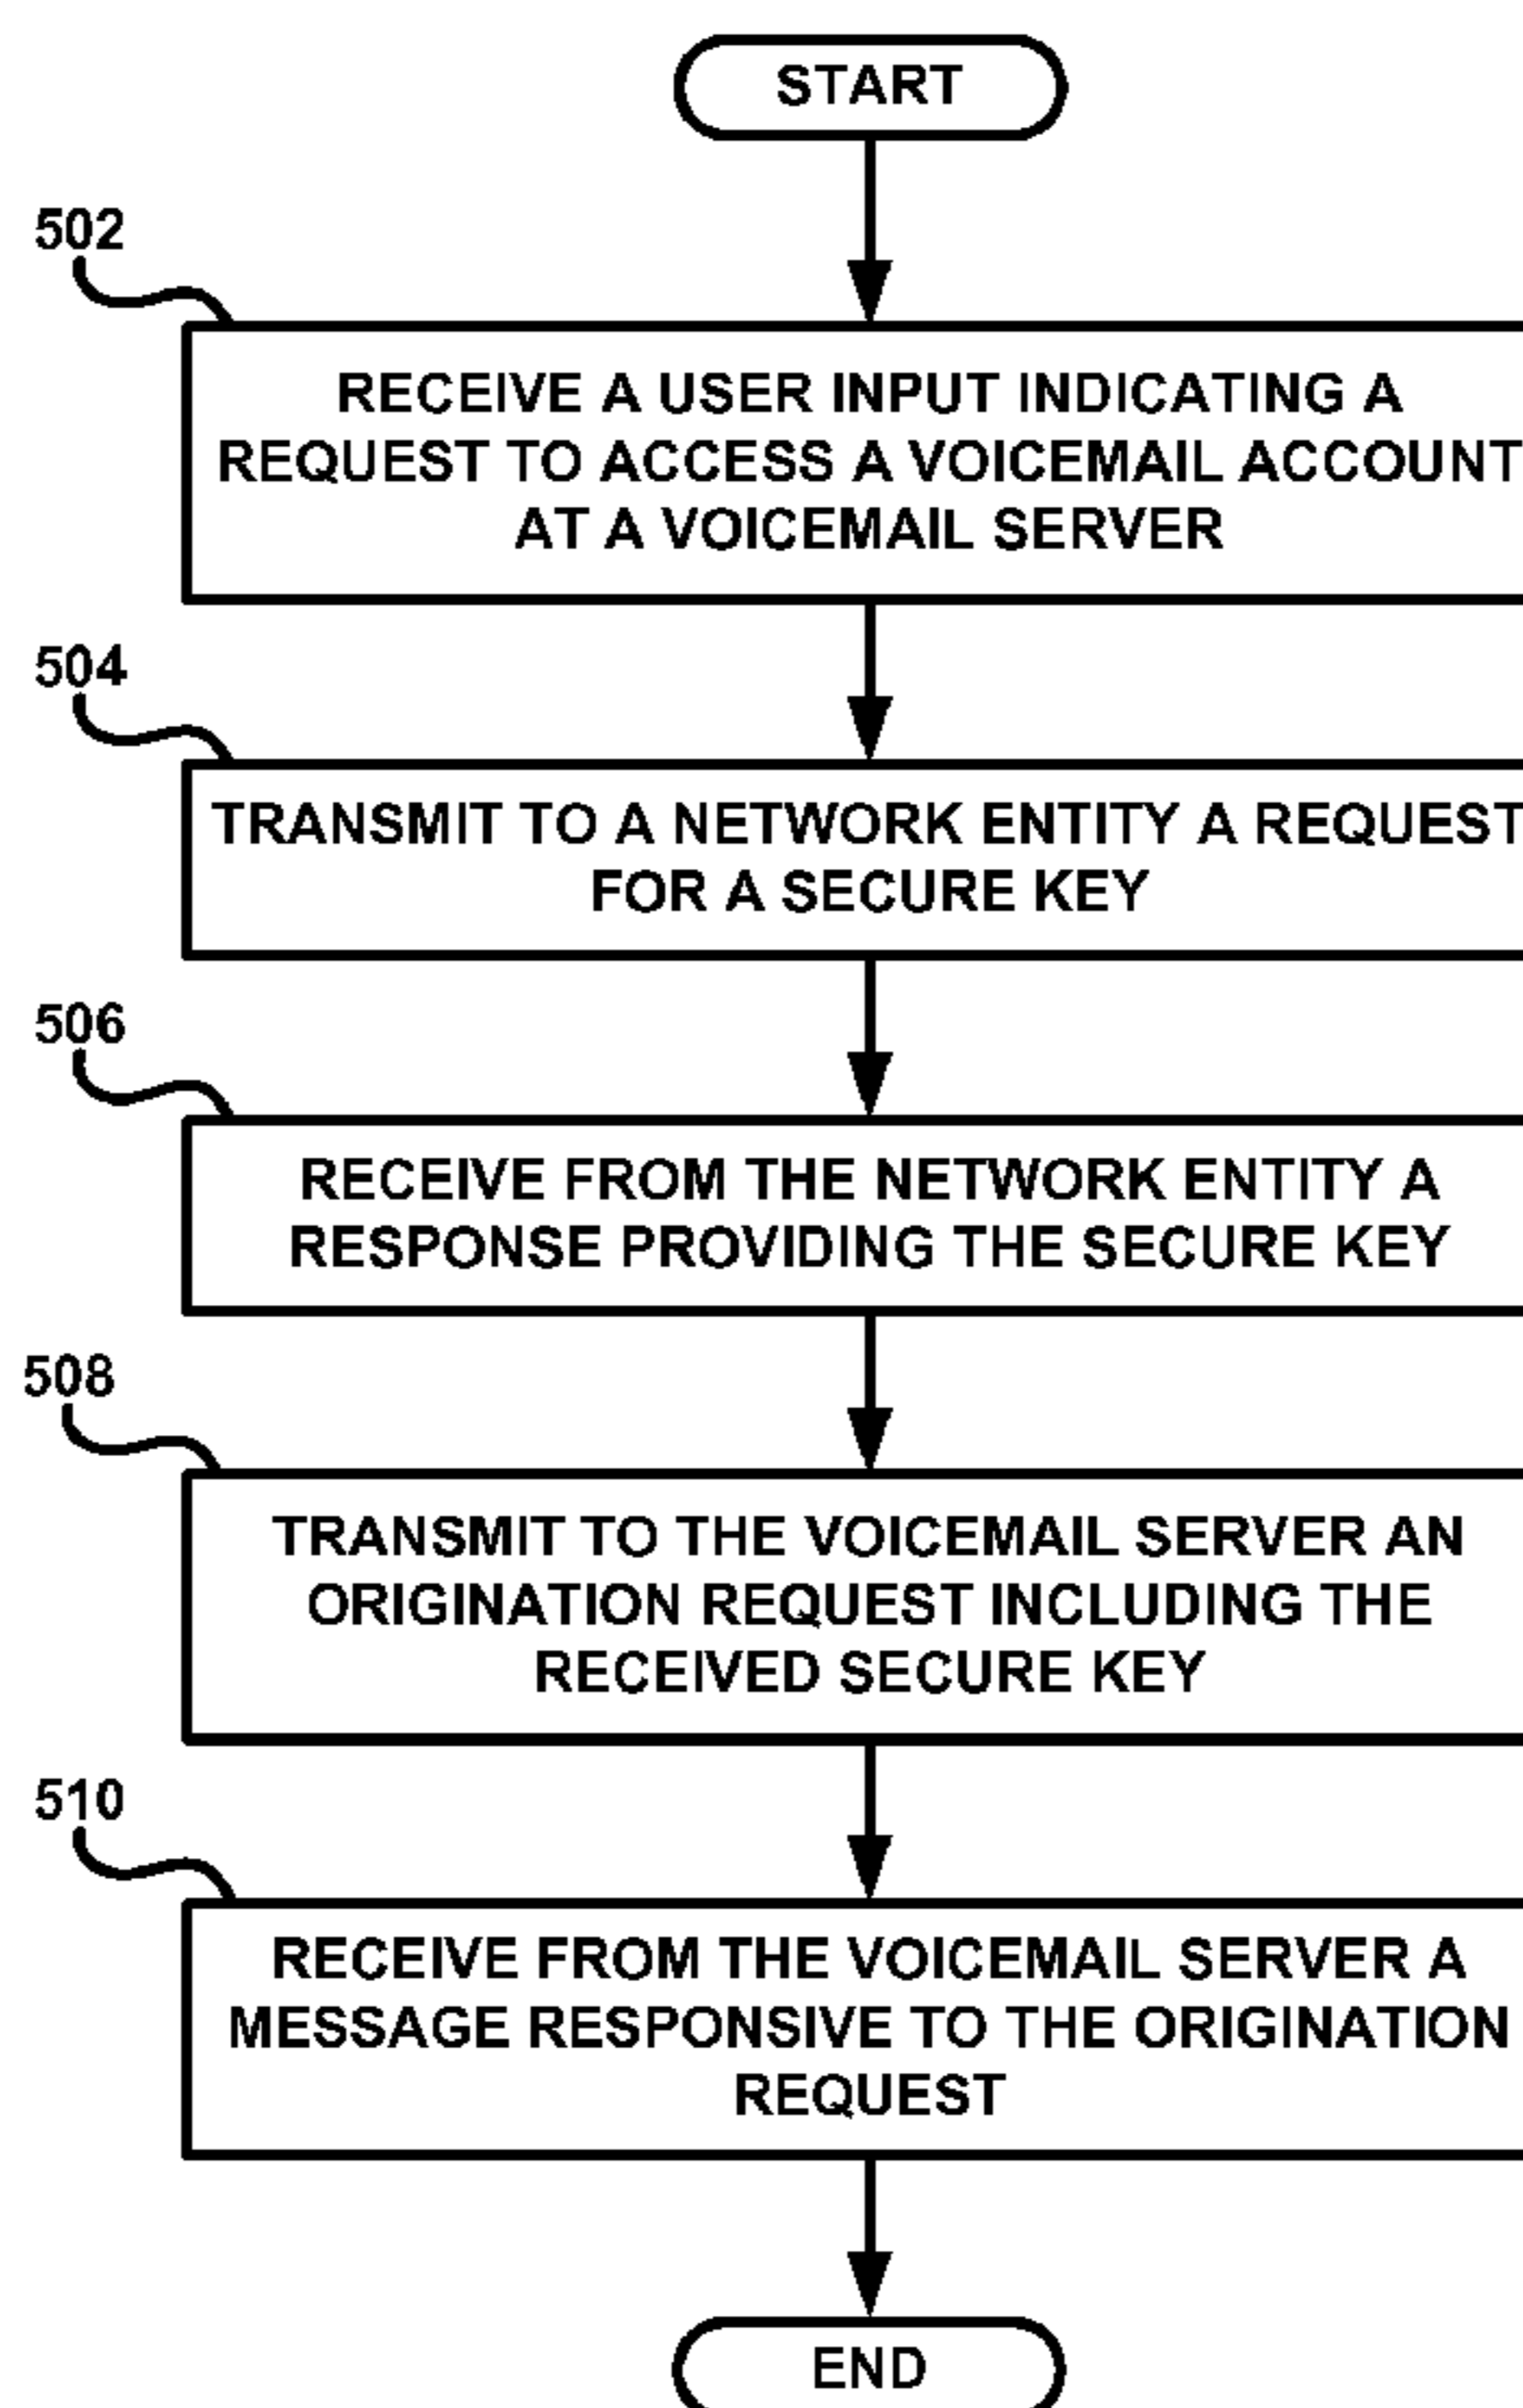 START
502
RECEIVE A USER INPUT INDICATING A
REQUEST TO ACCESS A VOICEMAIL ACCOUNT
AT A VOICEMAIL SERVER
504
TRANSMIT TO A NETWORK ENTITY A REQUEST
FOR A SECURE KEY
506
RECEIVE FROM THE NETWORK ENTITY A
RESPONSE PROVIDING THE SECURE KEY
508
TRANSMIT TO THE VOICEMAIL SERVER AN
ORIGINATION REQUEST INCLUDING THE
RECEIVED SECURE KEY
510
RECEIVE FROM THE VOICEMAIL SERVER A
MESSAGE RESPONSIVE TO THE ORIGINATION
REQUEST
END